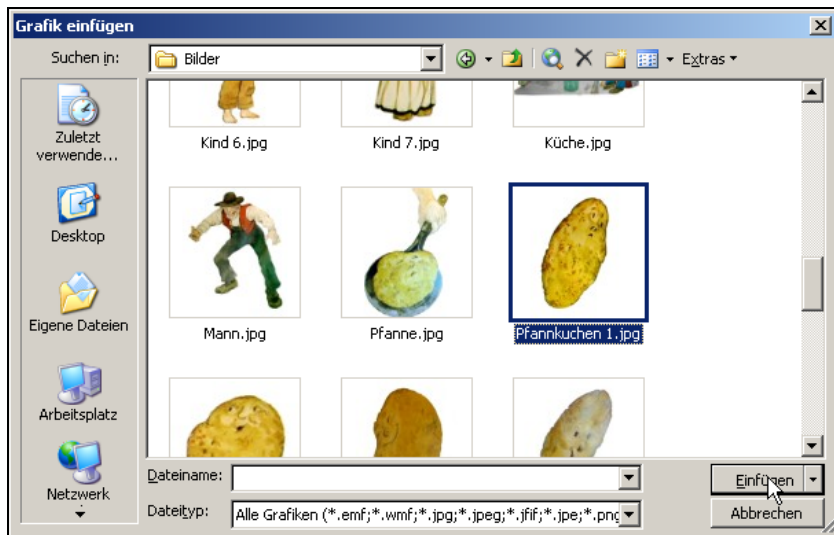 Grafik einfügen
Suchen in:
Bilder
Extras
Zuletzt
verwende...
Desktop
Eigene Dateien
Arbeitsplatz
Netzwerk
Kind 6.jpg
Kind 7.jpg
Küche.jpg
Mann.jpg
Pfanne.jpg
Pfannkuchen 1.jpg
Dateiname:
Einfügen
Dateityp:
Alle Grafiken (*.emf;*.wmf;*.jpg;*.jpeg;*.jfif;*.jpe;*.png
Abbrechen